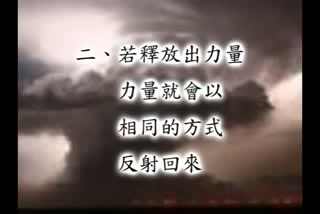 二、若釋放出力量
力量就會以
相同的方式
反射回來